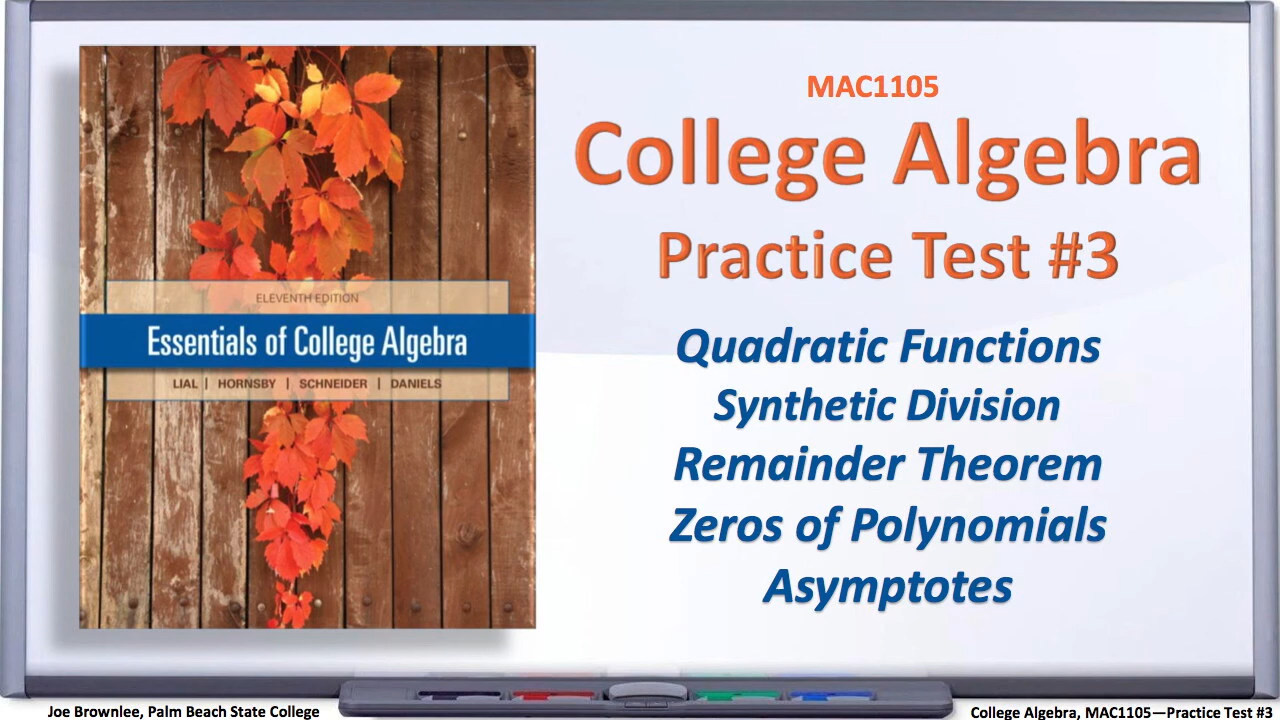 ELEVENTH EDITION
Essentials of College Algebra
LIAL | HORNSBY | SCHNEIDER | DANIELS
MAC1105
College Algebra
Practice Test #3
Quadratic Functions
Synthetic Division
Remainder Theorem
Zeros of Polynomials
Asymptotes
Joe Brownlee, Palm Beach State College
College Algebra, MAC1105—Practice Test #3